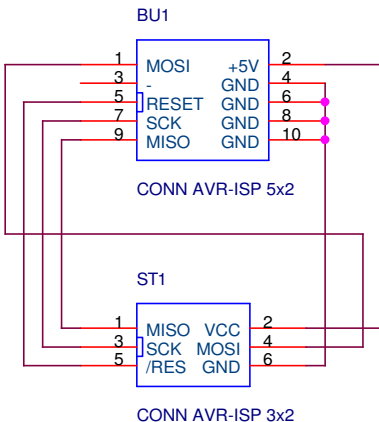 BU1
1 MOSI +5V 2
3 - GND 4
5 RESET GND 6
7 SCK GND 8
9 MISO GND 10
CONN AVR-ISP 5x2
ST1
1 MISO VCC 2
3 SCK MOSI 4
5 /RES GND 6
CONN AVR-ISP 3x2